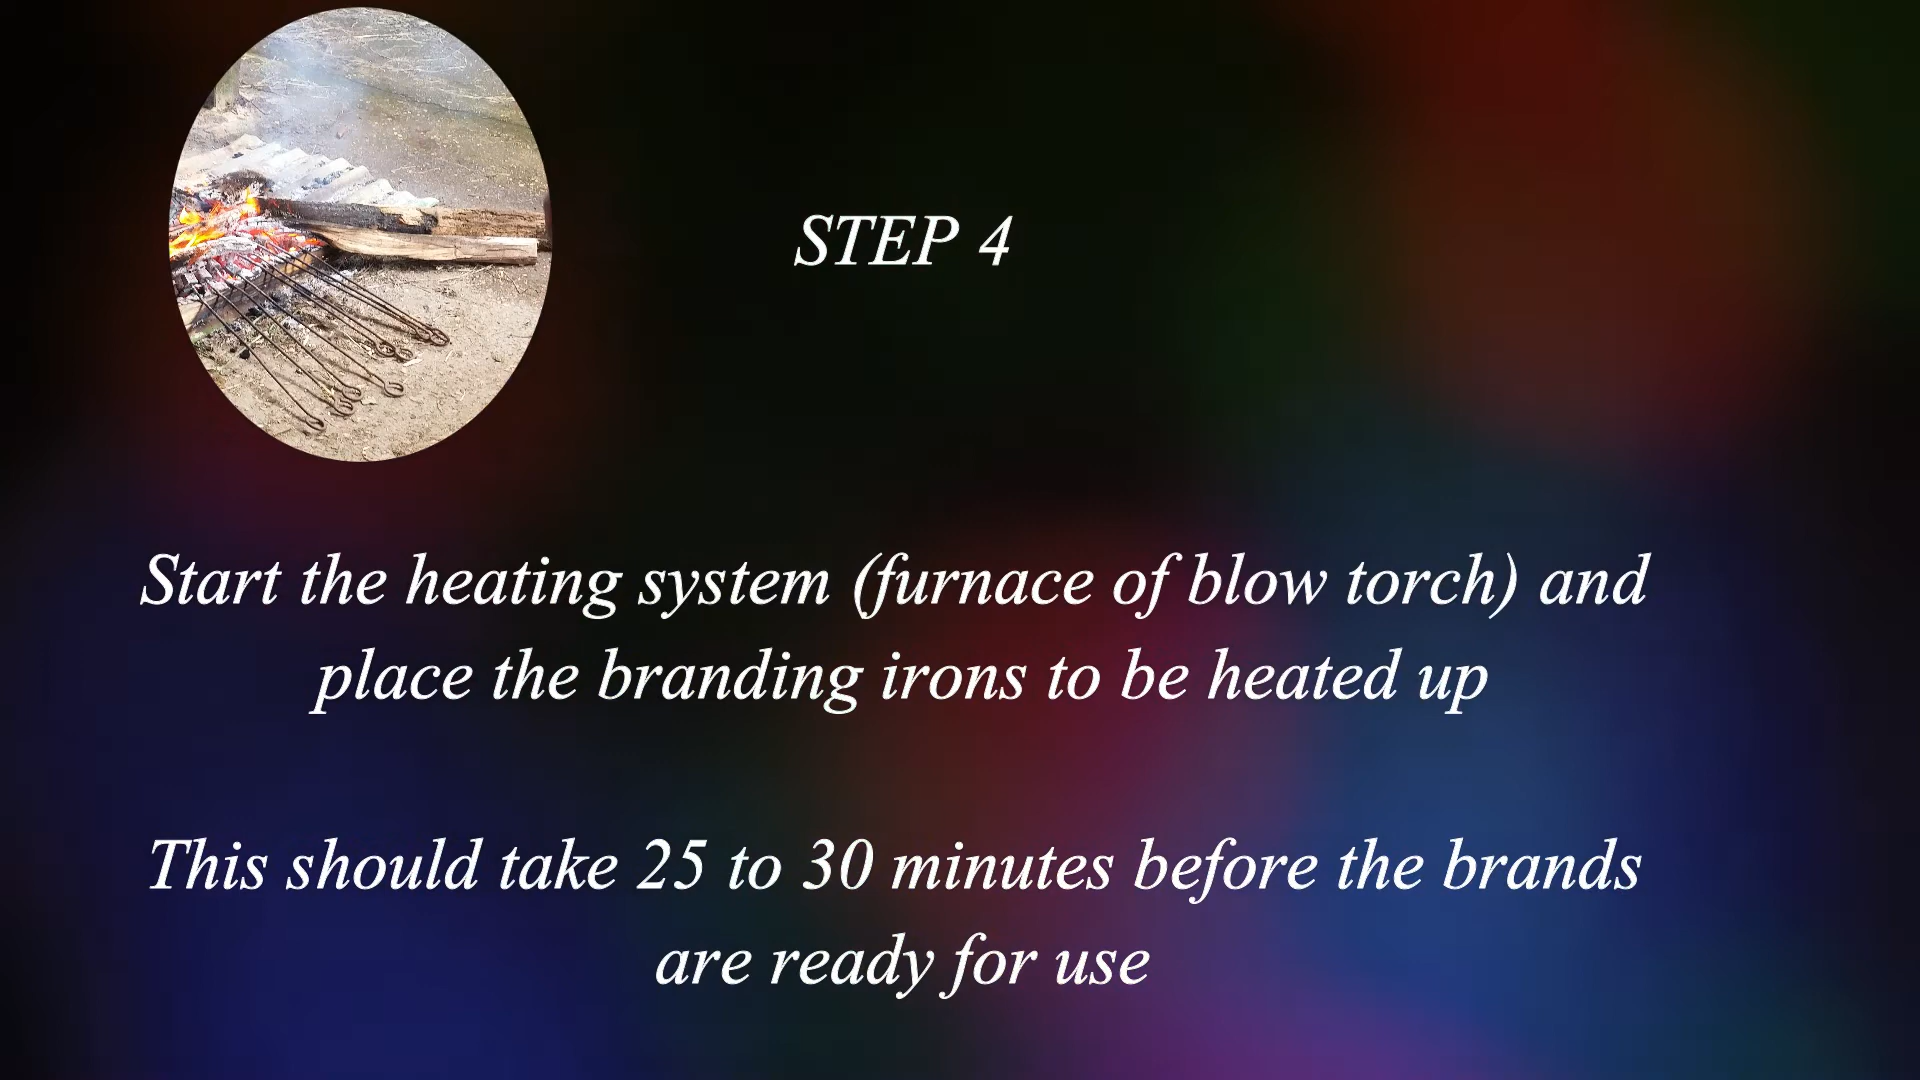 STEP 4
Start the heating system (furnace of blow torch) and
place the branding irons to be heated up
This should take 25 to 30 minutes before the brands
are ready for use